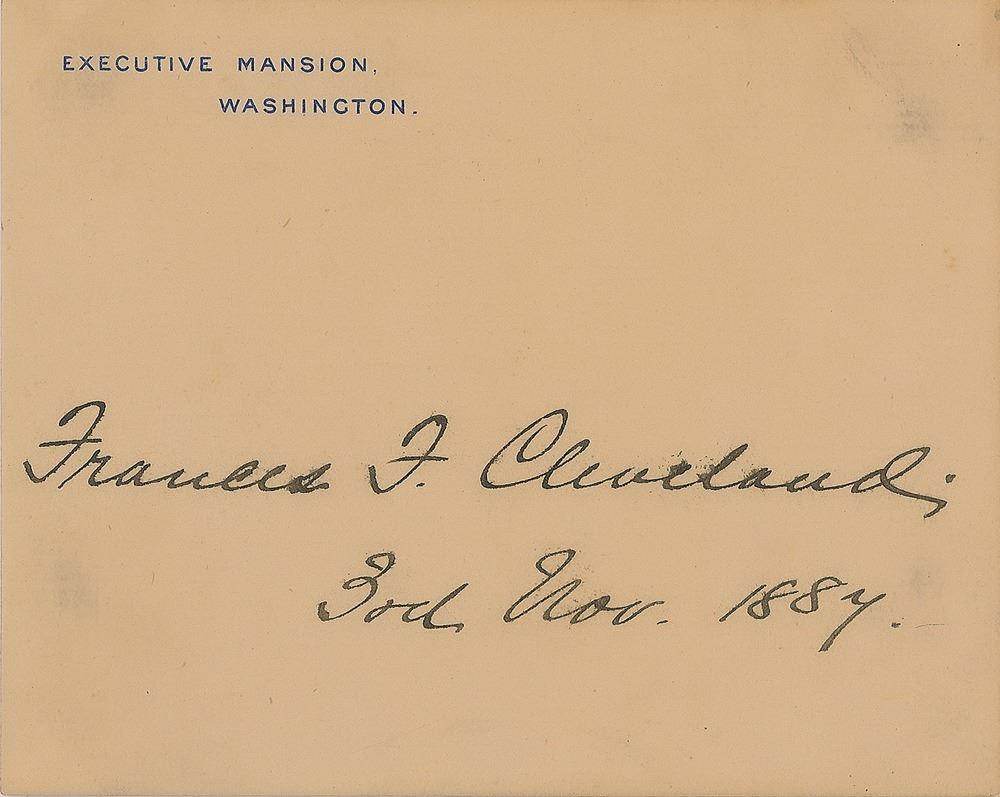 EXECUTIVE MANSION,
WASHINGTON.
Frances F. Cleveland.
3rd Nov. 1887.